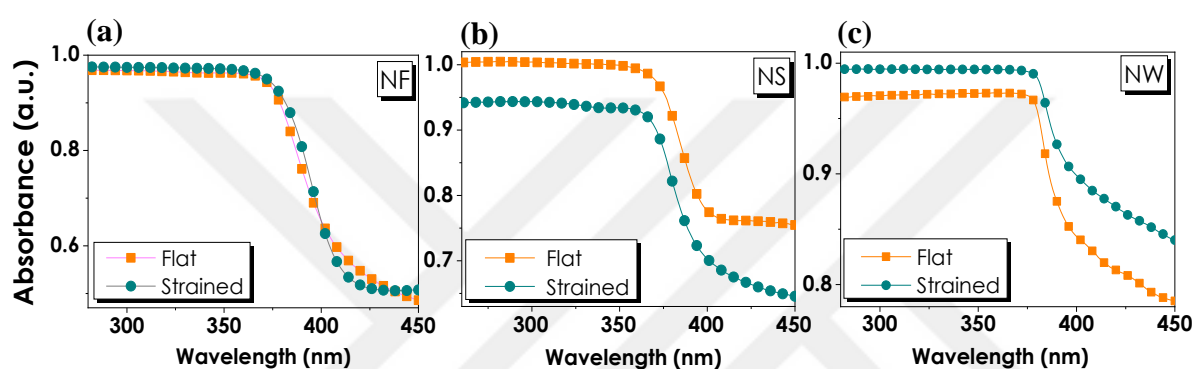 (a)
Absorbance (a.u.)
1.0
0.8
0.6
NF
Flat
Strained
300
350
400
450
Wavelength (nm)
(b)
1.0
0.9
0.8
0.7
NS
Flat
Strained
300
350
400
450
Wavelength (nm)
(c)
1.0
0.9
0.8
NW
Flat
Strained
300
350
400
450
Wavelength (nm)